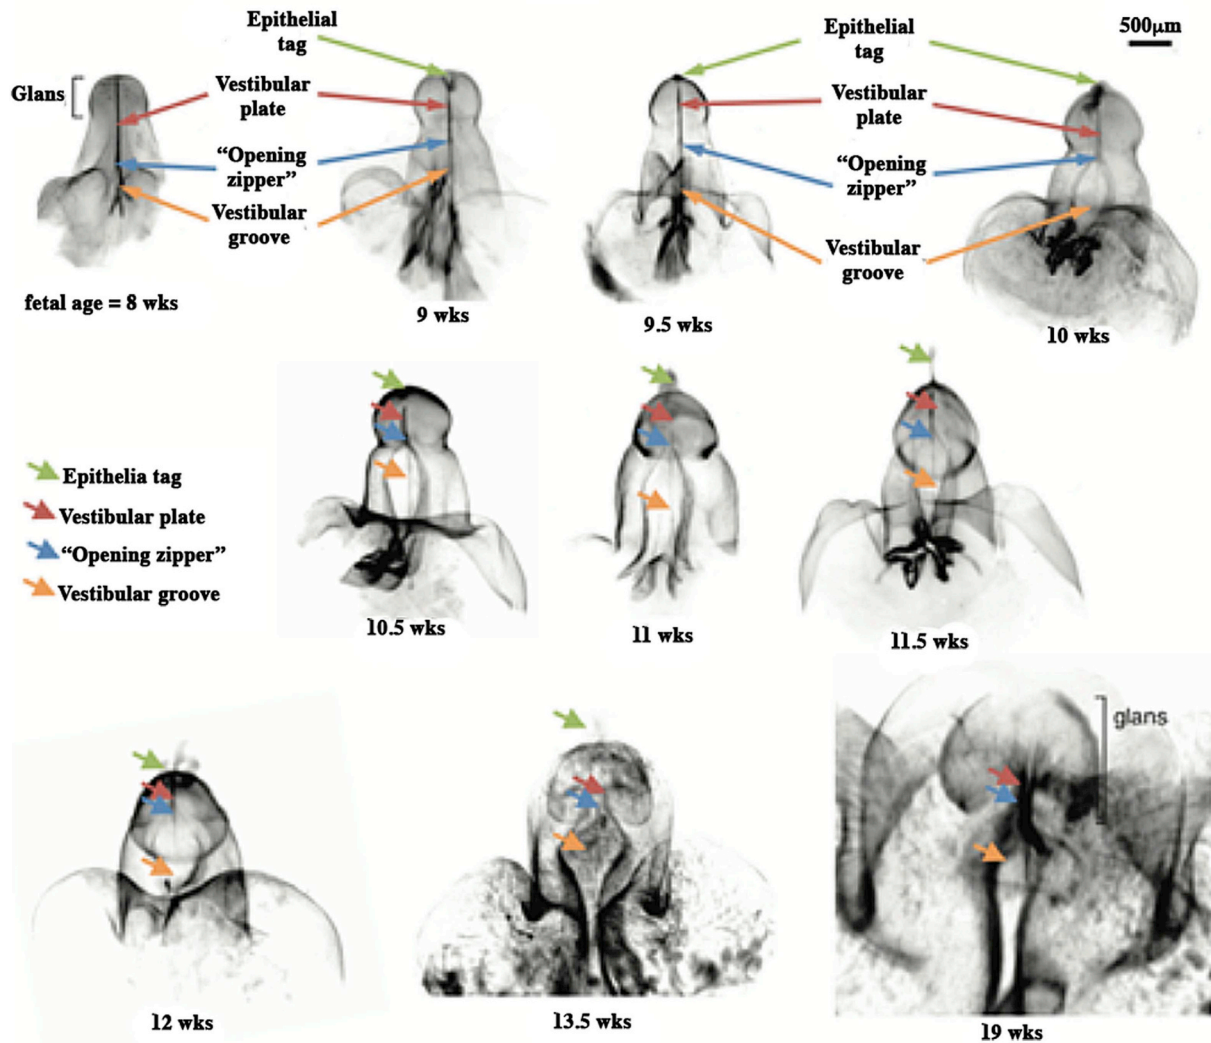 Epithelial
tag
Epithelial
tag
500μm
Glans
Vestibular
plate
Vestibular
plate
“Opening
zipper”
“Opening
zipper”
Vestibular
groove
Vestibular
groove
fetal age = 8 wks
9 wks
9.5 wks
10 wks
Epithelia tag
Vestibular plate
“Opening zipper”
Vestibular groove
10.5 wks
11 wks
11.5 wks
glans
12 wks
13.5 wks
19 wks